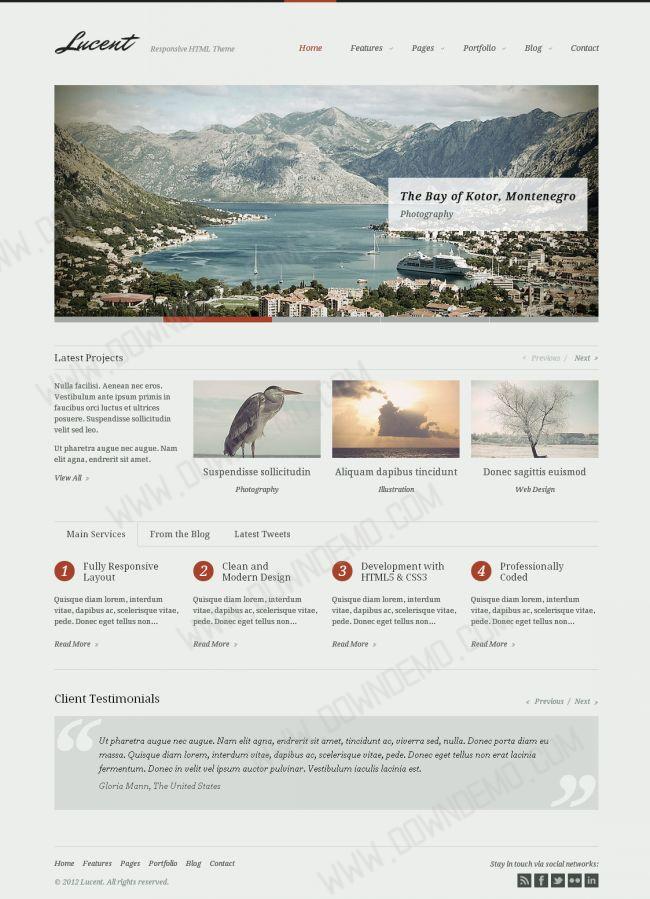 Lucent
Responsive HTML Theme
Home Features Pages Portfolio Blog Contact
The Bay of Kotor, Montenegro
Photography
Latest Projects
Previous / Next
Nulla facilisi. Aenean nec eros.
Vestibulum ante ipsum primis in
faucibus orci luctus et ultrices
posuere. Suspendisse sollicitudin
velit sed leo.
Ut pharetra augue nec augue. Nam
elit agna, endrerit sit amet.
View All »
Suspendisse sollicitudin
Photography
Aliquam dapibus tincidunt
Illustration
Donec sagittis euismod
Web Design
Main Services From the Blog Latest Tweets
1 Fully Responsive
Layout
Quisque diam lorem, interdum
vitae, dapibus ac, scelerisque vitae,
pede. Donec eget tellus non...
Read More »
2 Clean and
Modern Design
Quisque diam lorem, interdum
vitae, dapibus ac, scelerisque vitae,
pede. Donec eget tellus non...
Read More »
3 Development with
HTML5 & CSS3
Quisque diam lorem, interdum
vitae, dapibus ac, scelerisque vitae,
pede. Donec eget tellus non...
Read More »
4 Professionally
Coded
Quisque diam lorem, interdum
vitae, dapibus ac, scelerisque vitae,
pede. Donec eget tellus non...
Read More »
Client Testimonials
Previous / Next
“
Ut pharetra augue nec augue. Nam elit agna, endrerit sit amet, tincidunt ac, viverra sed, nulla. Donec porta diam eu
massa. Quisque diam lorem, interdum vitae, dapibus ac, scelerisque vitae, pede. Donec eget tellus non erat lacinia
fermentum. Donec in velit vel ipsum auctor pulvinar. Vestibulum iaculis lacinia est.
”
Gloria Mann, The United States
Home Features Pages Portfolio Blog Contact
© 2012 Lucent. All rights reserved.
Stay in touch via social networks:
WWW.DOWNDEMO.COM
WWW.DOWNDEMO.COM
WWW.DOWNDEMO.COM
WWW.DOWNDEMO.COM
WWW.DOWNDEMO.COM